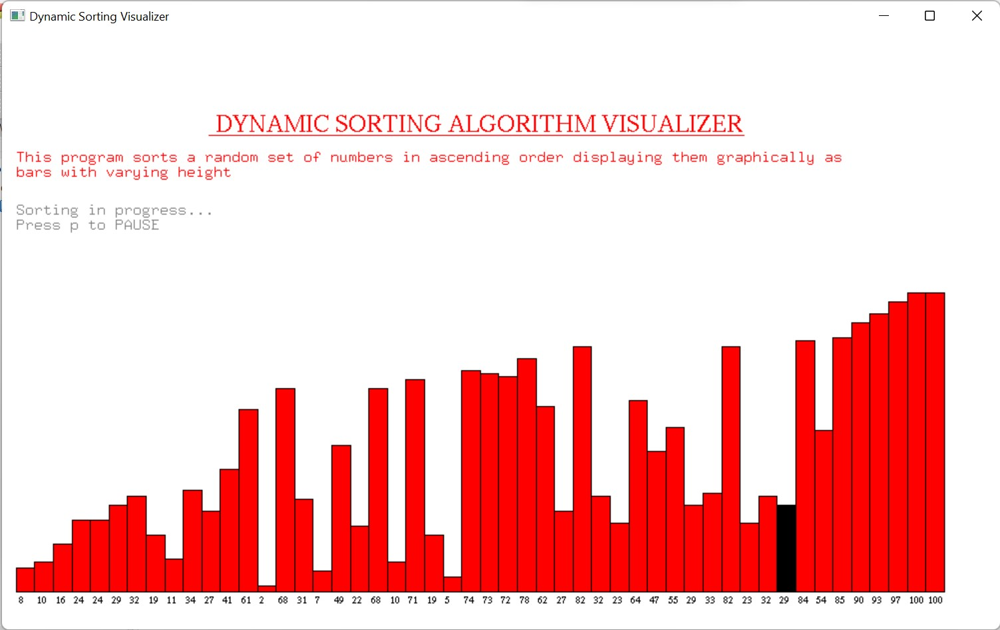 Dynamic Sorting Visualizer
DYNAMIC SORTING ALGORITHM VISUALIZER
This program sorts a random set of numbers in ascending order displaying them graphically as
bars with varying height
Sorting in progress...
Press p to PAUSE
8 10 16 24 24 29 32 19 11 34 27 41 61 2 68 31 7 49 22 68 10 71 19 5 74 73 72 78 62 27 82 32 23 64 47 55 29 33 82 23 32 29 84 54 85 90 93 97 100 100